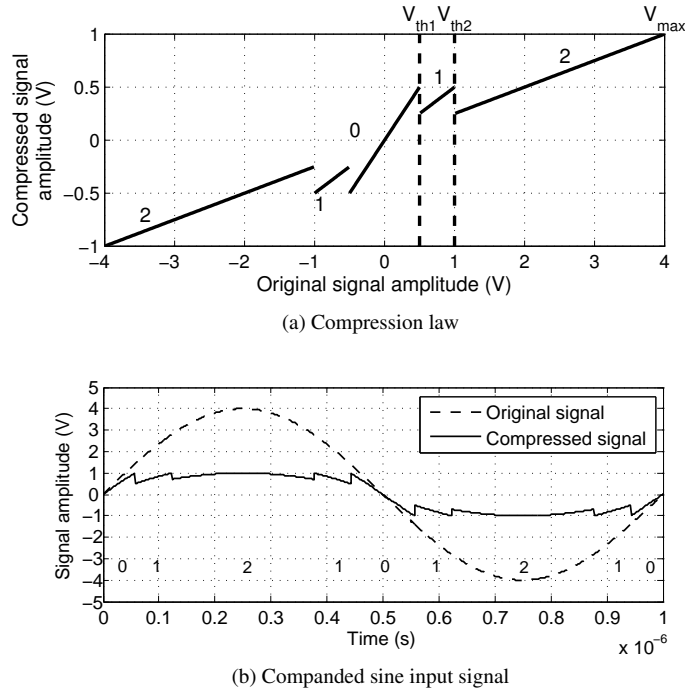 V_th1 V_th2 V_max
Compressed signal
amplitude (V)
1
0.5
0
−0.5
−1
2
1
0
1
2
−4 −3 −2 −1 0 1 2 3 4
Original signal amplitude (V)
(a) Compression law
Signal amplitude (V)
5
4
3
2
1
0
−1
−2
−3
−4
−5
Original signal
Compressed signal
0 1 2 1 0 1 2 1 0
0 0.1 0.2 0.3 0.4 0.5 0.6 0.7 0.8 0.9 1
Time (s)
x 10^-6
(b) Companded sine input signal